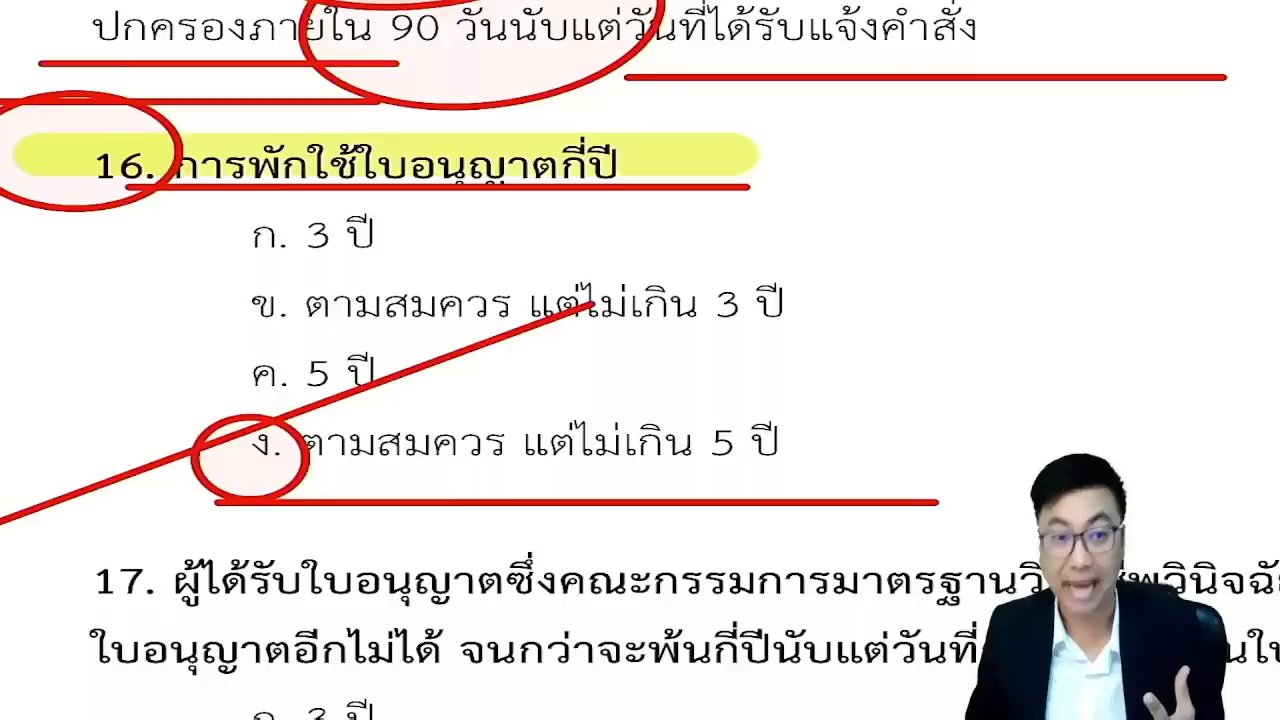 ปกครองภายใน 90 วันนับแต่วันที่ได้รับแจ้งคำสั่ง
16. การพักใช้ใบอนุญาตกี่ปี
ก. 3 ปี
ข. ตามสมควร แต่ไม่เกิน 3 ปี
ค. 5 ปี
ง. ตามสมควร แต่ไม่เกิน 5 ปี
17. ผู้ได้รับใบอนุญาตซึ่งคณะกรรมการมาตรฐานวิ
ใบอนุญาตอีกไม่ได้ จนกว่าจะพ้นกี่ปีนับแต่วันที่
ก. 3 ปี